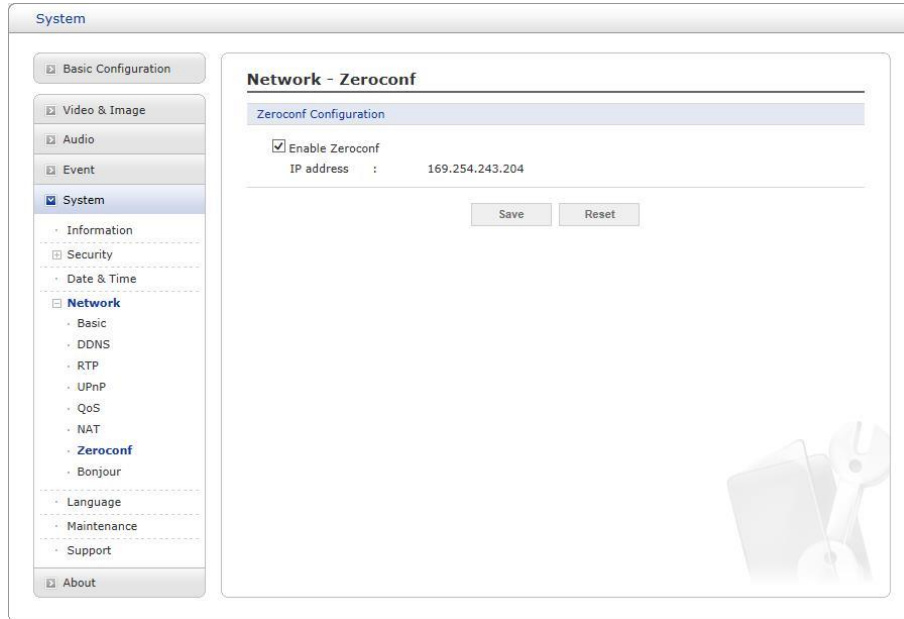 System
Basic Configuration
Video & Image
Audio
Event
System
Information
Security
Date & Time
Network
Basic
DDNS
RTP
UPnP
QoS
NAT
Zeroconf
Bonjour
Language
Maintenance
Support
About
Network - Zeroconf
Zeroconf Configuration
Enable Zeroconf
IP address : 169.254.243.204
Save Reset